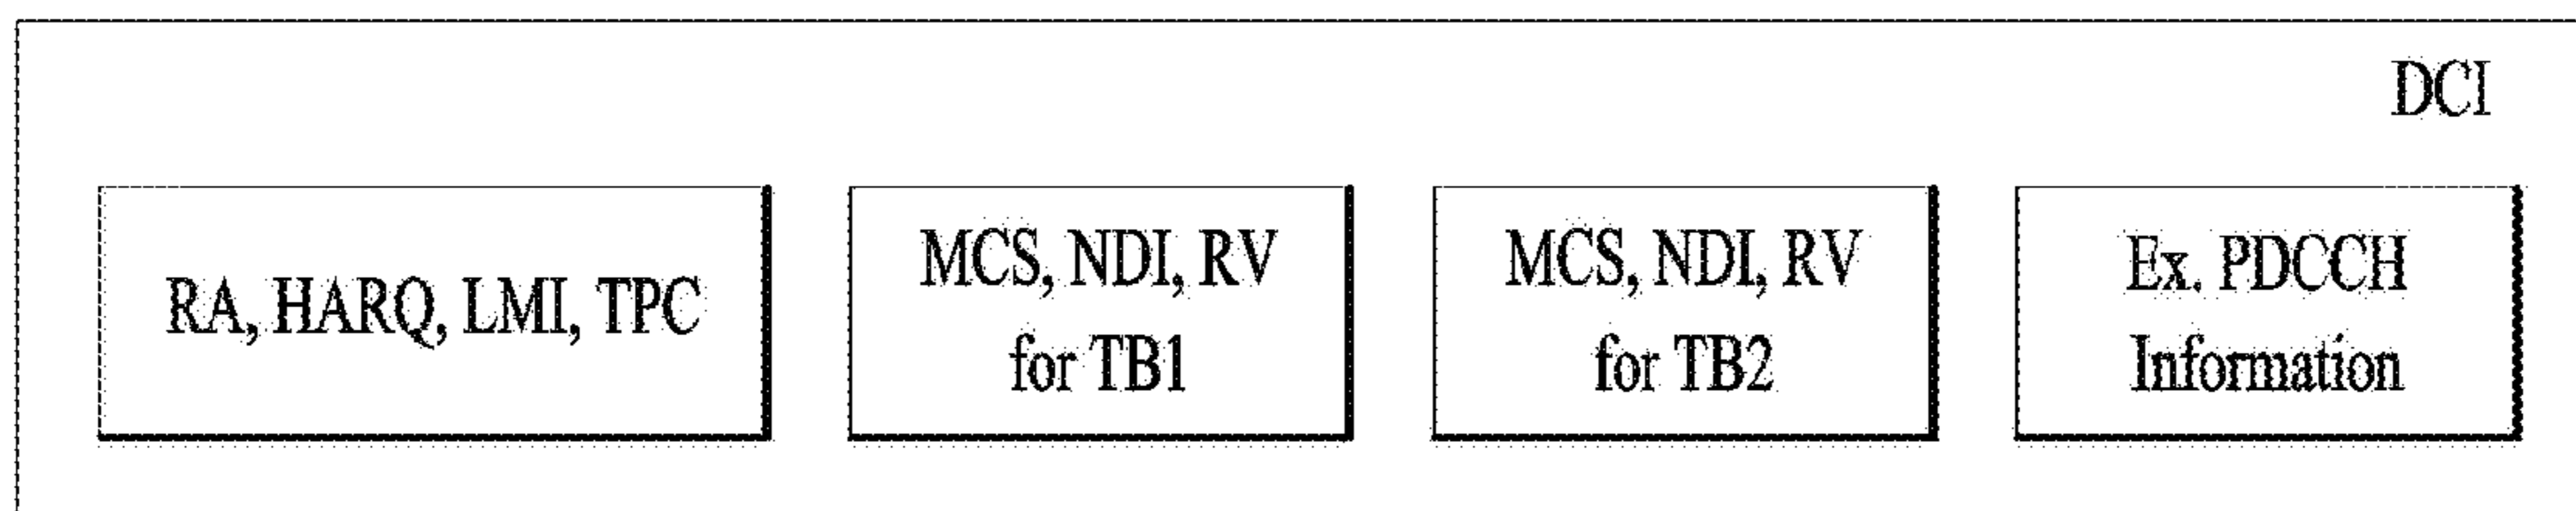 DCI
RA, HARQ, LMI, TPC
MCS, NDI, RV
for TB1
MCS, NDI, RV
for TB2
Ex. PDCCH
Information